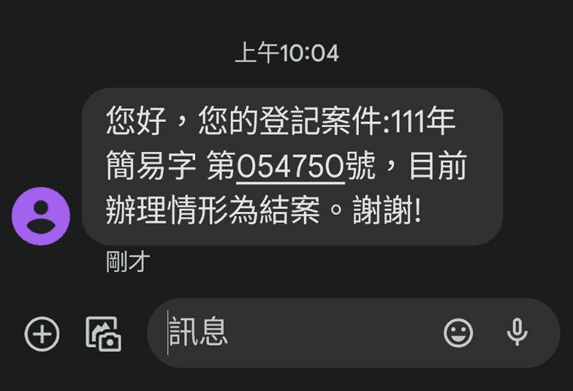 上午10:04
您好，您的登記案件:111年
簡易字 第054750號，目前
辦理情形為結案。謝謝!
剛才
訊息